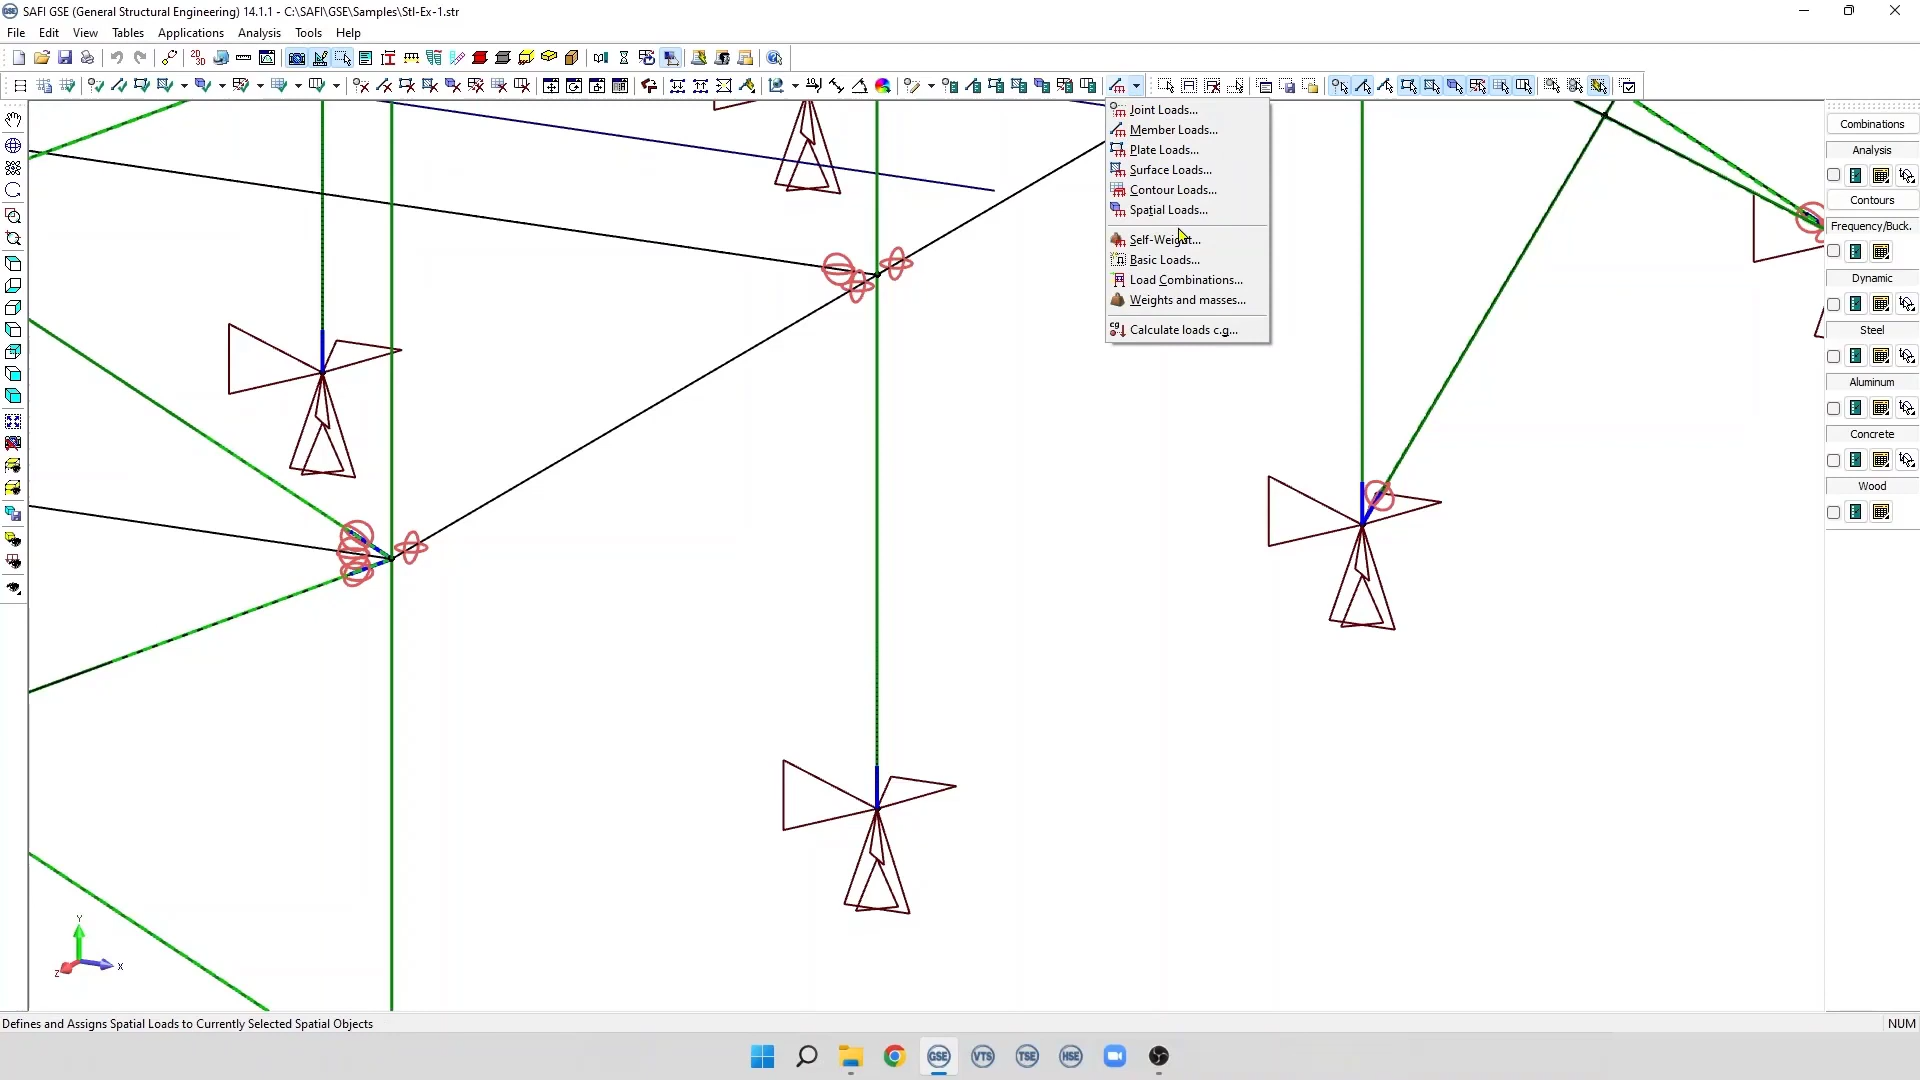 SAFI GSE (General Structural Engineering) 14.1.1 - C:\SAFI\GSE\Samples\Stl-Ex-1.str
File Edit View Tables Applications Analysis Tools Help
Joint Loads...
Member Loads...
Plate Loads...
Surface Loads...
Contour Loads...
Spatial Loads...
Self-Weight...
Basic Loads...
Load Combinations...
Weights and masses...
Calculate loads c.g...
Combinations
Analysis
Contours
Frequency/Buck.
Dynamic
Steel
Aluminum
Concrete
Wood
Y
X
Z
Defines and Assigns Spatial Loads to Currently Selected Spatial Objects
NUM
GSE VTS TSE HSE